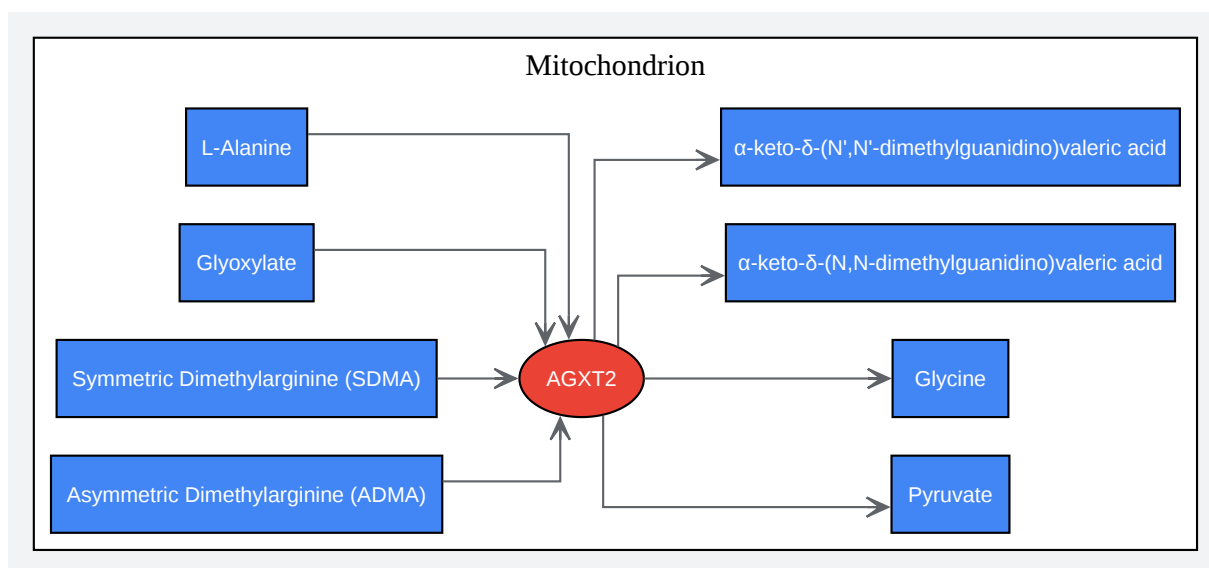 Mitochondrion
L-Alanine
α-keto-δ-(N',N'-dimethylguanidino)valeric acid
Glyoxylate
α-keto-δ-(N,N-dimethylguanidino)valeric acid
Symmetric Dimethylarginine (SDMA)
AGXT2
Glycine
Asymmetric Dimethylarginine (ADMA)
Pyruvate